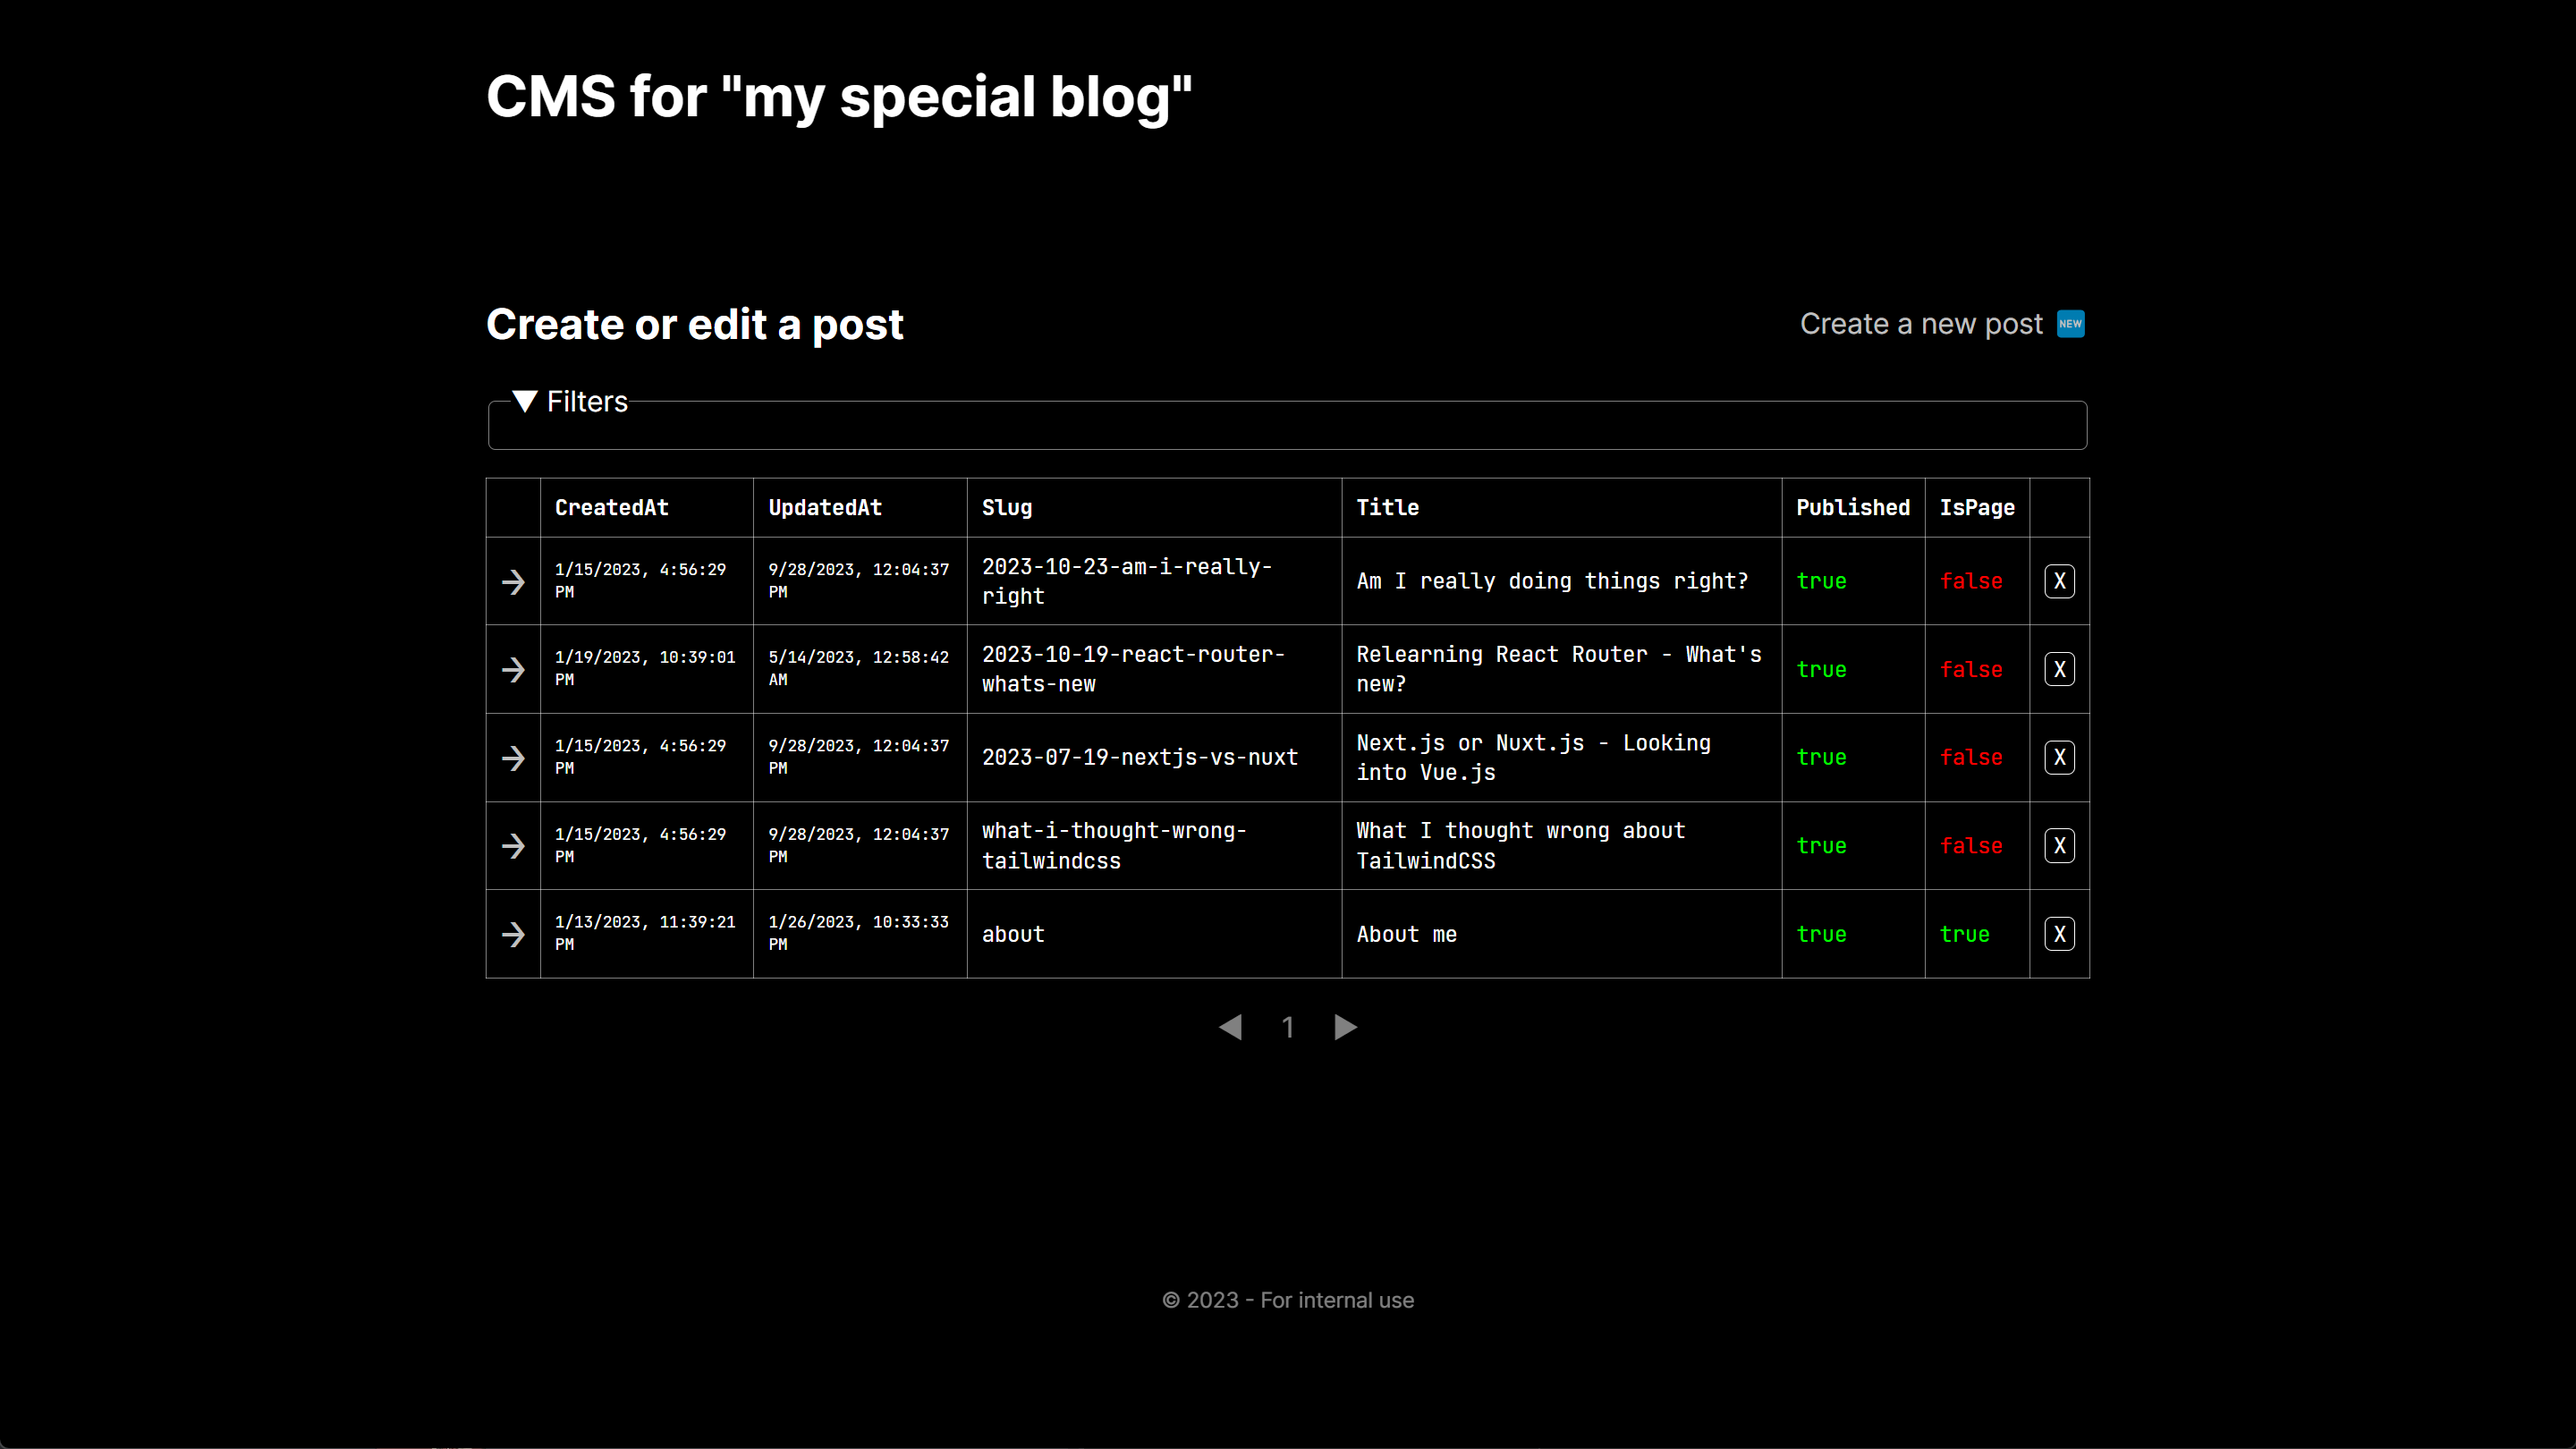 CMS for "my special blog"
Create or edit a post
Create a new post NEW
▼ Filters
CreatedAt UpdatedAt Slug Title Published IsPage
→ 1/15/2023, 4:56:29 PM 9/28/2023, 12:04:37 PM 2023-10-23-am-i-really-right Am I really doing things right? true false X
→ 1/19/2023, 10:39:01 PM 5/14/2023, 12:58:42 AM 2023-10-19-react-router-whats-new Relearning React Router - What's new? true false X
→ 1/15/2023, 4:56:29 PM 9/28/2023, 12:04:37 PM 2023-07-19-nextjs-vs-nuxt Next.js or Nuxt.js - Looking into Vue.js true false X
→ 1/15/2023, 4:56:29 PM 9/28/2023, 12:04:37 PM what-i-thought-wrong-tailwindcss What I thought wrong about TailwindCSS true false X
→ 1/13/2023, 11:39:21 PM 1/26/2023, 10:33:33 PM about About me true true X
◀ 1 ▶
© 2023 - For internal use